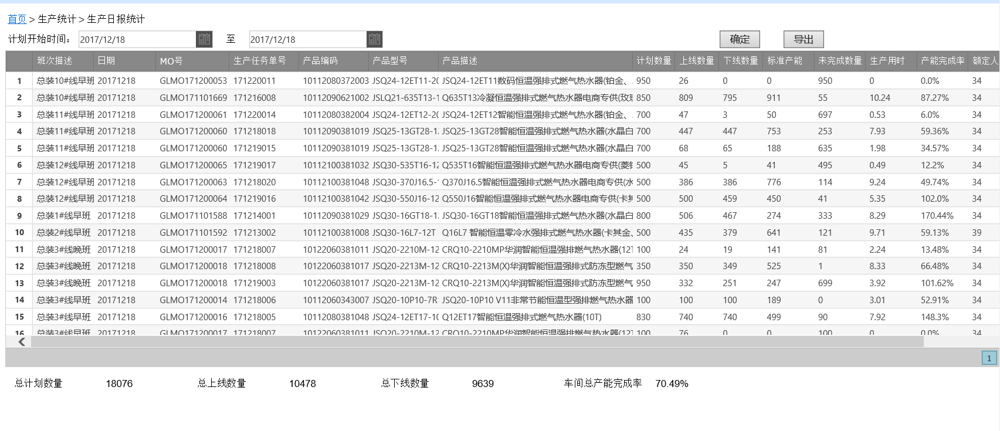 首页 > 生产统计 > 生产日报统计
计划开始时间： 2017/12/18 至 2017/12/18 确定 导出
班次描述 日期 MO号 生产任务单号 产品编码 产品型号 产品描述 计划数量 上线数量 下线数量 标准产能 未完成数量 生产用时 产能完成率 额定人
1 总装10#线早班 20171218 GLMO171200053 171220011 10112080372003 JSQ24-12ET11-20 JSQ24-12ET11数码恒温强排式燃气热水器(铂金、 950 26 0 0 950 0 0.0% 34
2 总装10#线早班 20171218 GLMO171101669 171216008 10112090621002 JSLQ21-635T13-1 Q635T13冷凝恒温强排式燃气热水器电商专供(玫瑰 850 809 795 911 55 10.24 87.27% 34
3 总装11#线早班 20171218 GLMO171200061 171220014 10112080382004 JSQ24-12ET12-20 JSQ24-12ET12智能恒温强排式燃气热水器(铂金、 700 47 3 50 697 0.53 6.0% 34
4 总装11#线早班 20171218 GLMO171200060 171218018 10112090381019 JSQ25-13GT28-12 JSQ25-13GT28智能恒温强排式燃气热水器(水晶白 700 447 447 753 253 7.93 59.36% 34
5 总装11#线早班 20171218 GLMO171200060 171219015 10112090381019 JSQ25-13GT28-12 JSQ25-13GT28智能恒温强排式燃气热水器(水晶白 700 68 65 188 635 1.98 34.57% 34
6 总装12#线早班 20171218 GLMO171200065 171219017 10112100381032 JSQ30-535T16-12 Q535T16智能恒温强排式燃气热水器电商专供(菱锗 500 45 5 41 495 0.49 12.2% 34
7 总装12#线早班 20171218 GLMO171200063 171218020 10112100381048 JSQ30-370J16.5- Q370J16.5智能恒温强排式燃气热水器电商专供(水 500 386 386 776 114 9.24 49.74% 34
8 总装12#线早班 20171218 GLMO171200064 171219016 10112100381042 JSQ30-550J16-12 Q550J16智能恒温强排式燃气热水器电商专供(卡其 500 500 459 450 41 5.35 102.0% 34
9 总装1#线早班 20171218 GLMO171101588 171214001 10112090381029 JSQ30-16GT18-12 JSQ30-16GT18智能恒温强排式燃气热水器(水晶白 800 506 467 274 333 8.29 170.44% 34
10 总装2#线早班 20171218 GLMO171101592 171213002 10112100381008 JSQ30-16L7-12T Q16L7 智能恒温零冷水强排式燃气热水器(卡其金、 500 435 379 641 121 9.71 59.13% 39
11 总装3#线晚班 20171218 GLMO171200017 171218007 10122060381011 JSQ20-2210M-12 CRQ10-2210MP华润智能恒温强排燃气热水器(12T 100 24 19 141 81 2.24 13.48% 34
12 总装3#线晚班 20171218 GLMO171200018 171218008 10122060381017 JSQ20-2213M-12 CRQ10-2213M(X)华润智能恒温强排式防冻型燃气 350 350 349 525 1 8.33 66.48% 34
13 总装3#线晚班 20171218 GLMO171200018 171219003 10122060381017 JSQ20-2213M-12 CRQ10-2213M(X)华润智能恒温强排式防冻型燃气 950 332 251 247 699 3.92 101.62% 34
14 总装3#线早班 20171218 GLMO171200014 171218006 10112060343007 JSQ20-10P10-7R JSQ20-10P10 V11非常节能恒温型强排燃气热水器 100 100 100 189 0 3.01 52.91% 34
15 总装3#线早班 20171218 GLMO171200016 171218005 10112080381048 JSQ24-12ET17-10 Q12ET17智能恒温强排式燃气热水器(10T) 830 740 740 499 90 7.92 148.3% 34
16 总装3#线早班 20171218 GLMO171200017 171218007 10122060381011 JSQ20-2210M-12 CRQ10-2210MP华润智能恒温强排燃气热水器(12T 100 76 0 0 100 0 0.0% 34
1
总计划数量 18076 总上线数量 10478 总下线数量 9639 车间总产能完成率 70.49%